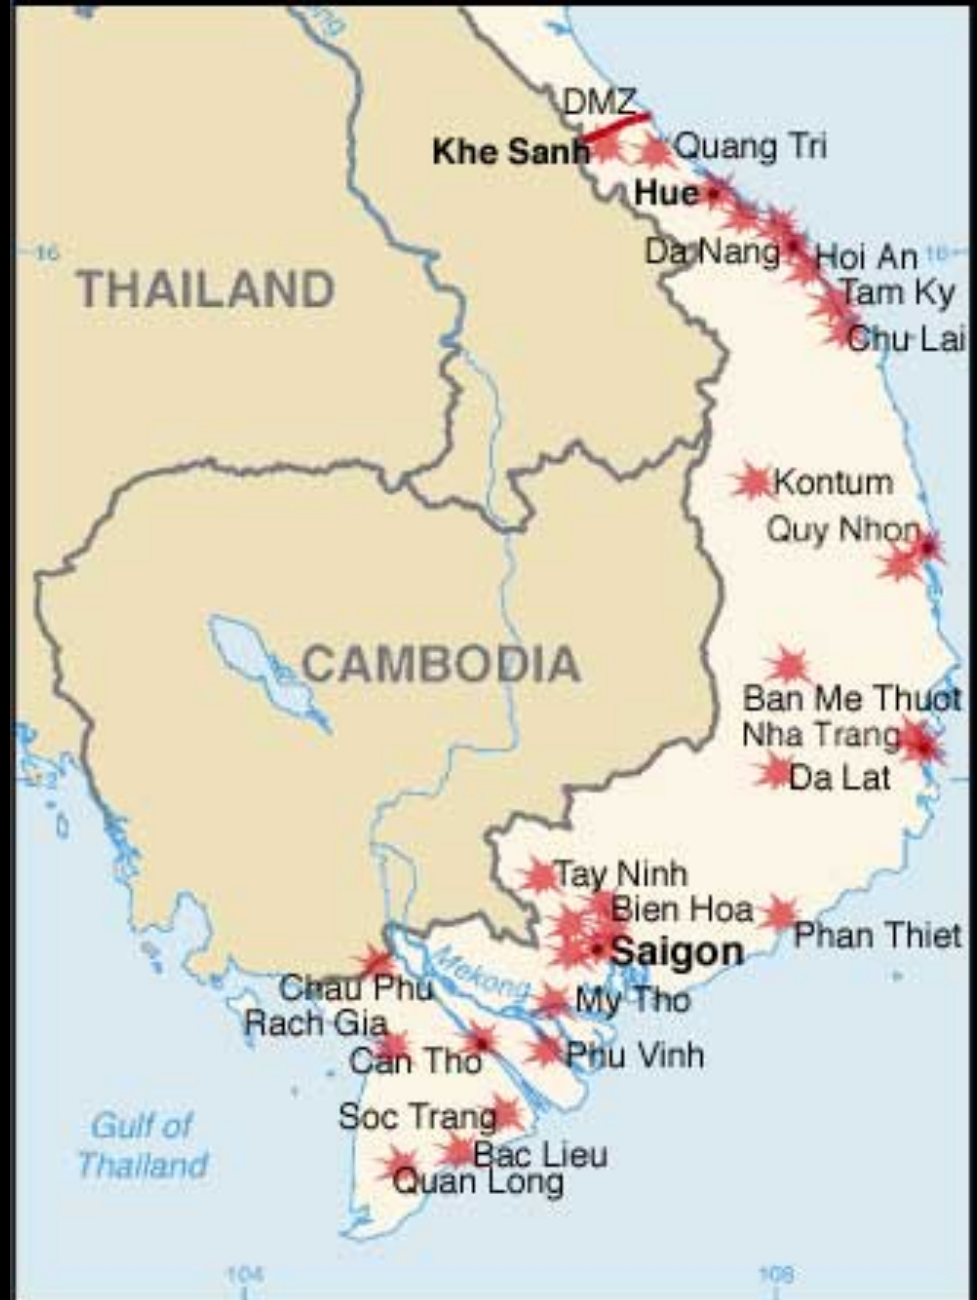 ong
DMZ
Khe Sanh
Quang Tri
Hue
Da Nang
Hoi An
16
16
THAILAND
Tam Ky
Chu Lai
Kontum
Quy Nhon
CAMBODIA
Ban Me Thuot
Nha Trang
12
Da Lat
Tay Ninh
Bien Hoa
Phan Thiet
Saigon
Mekong
Chau Phu
My Tho
Rach Gia
Can Tho
Phu Vinh
Soc Trang
Gulf of
Thailand
Bac Lieu
Quan Long
104
108